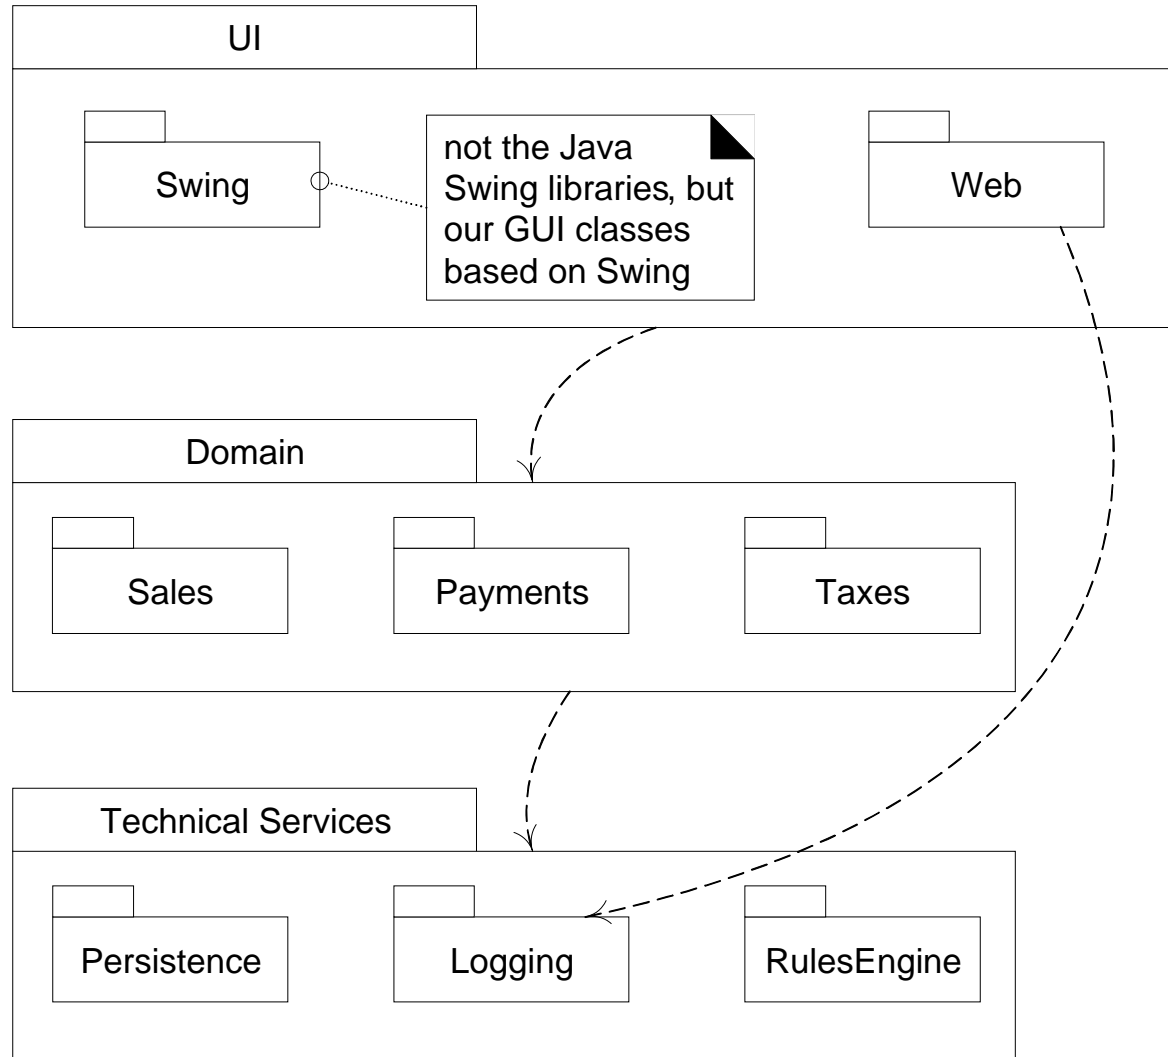 UI
Swing
not the Java
Swing libraries, but
our GUI classes
based on Swing
Web
Domain
Sales
Payments
Taxes
Technical Services
Persistence
Logging
RulesEngine